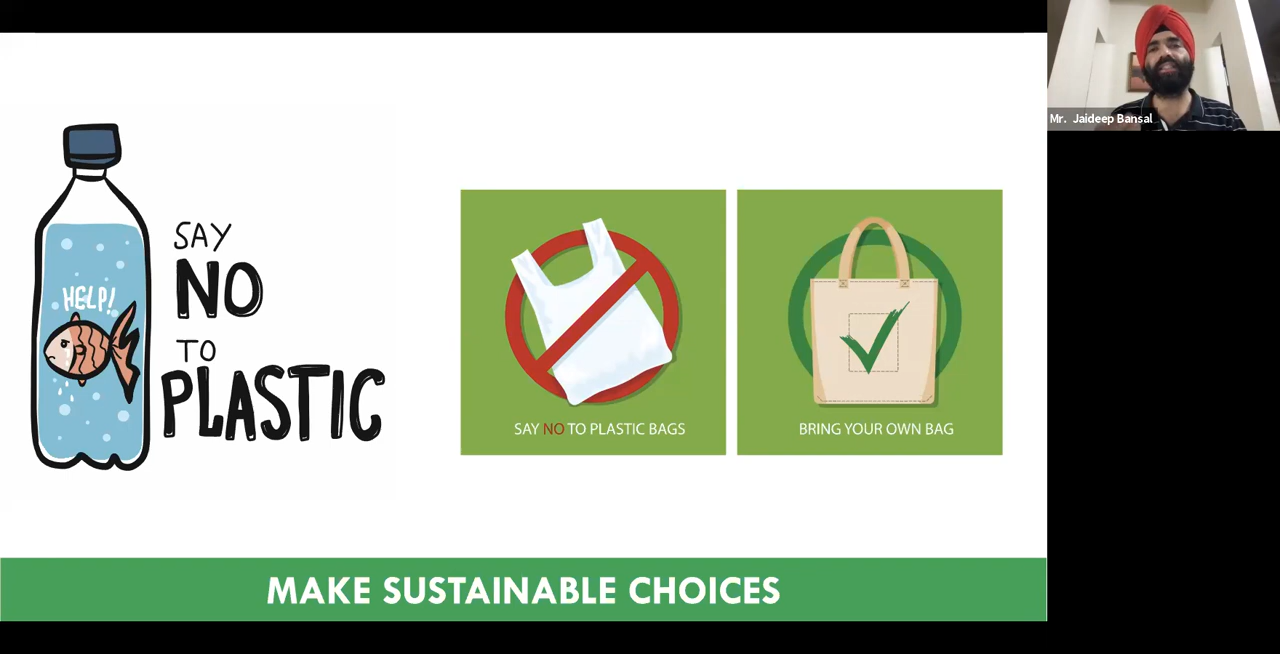 HELP!
SAY
NO
TO
PLASTIC
SAY NO TO PLASTIC BAGS
BRING YOUR OWN BAG
MAKE SUSTAINABLE CHOICES
Mr. Jaideep Bansal